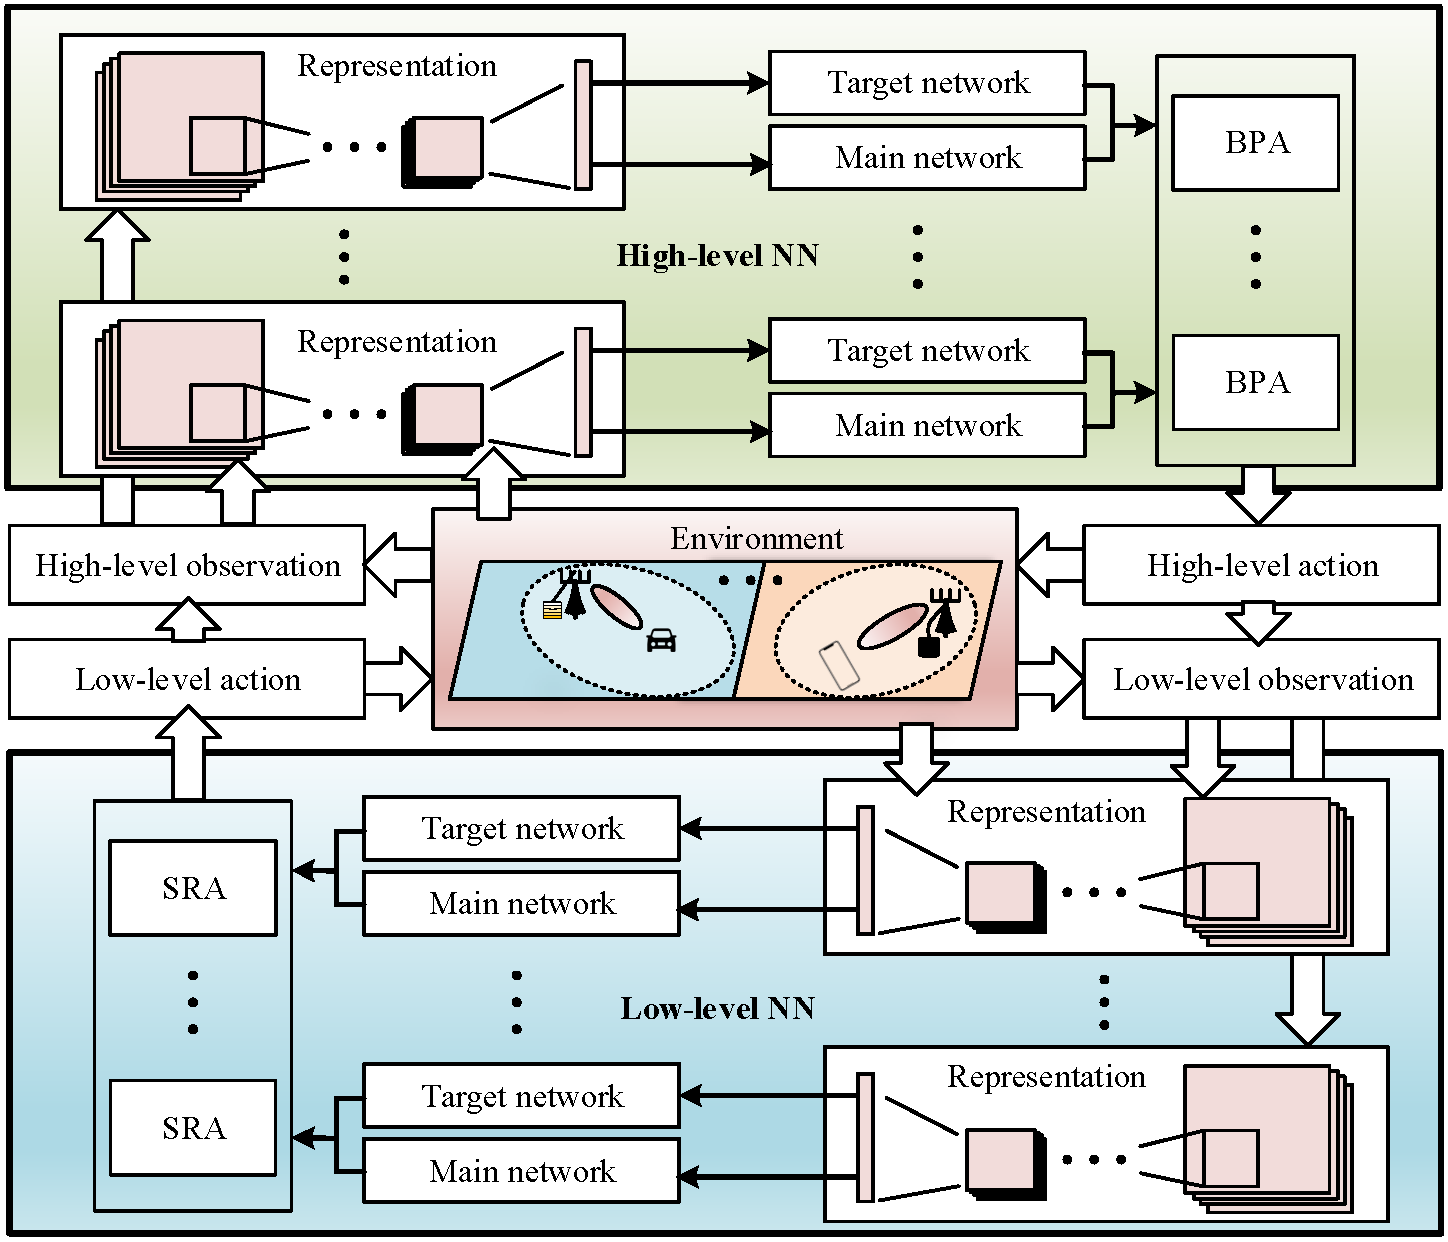 Representation
Target network
Main network
BPA
High-level NN
Representation
Target network
Main network
BPA
High-level observation
Environment
High-level action
Low-level action
Low-level observation
SRA
Target network
Main network
Representation
Low-level NN
SRA
Target network
Main network
Representation